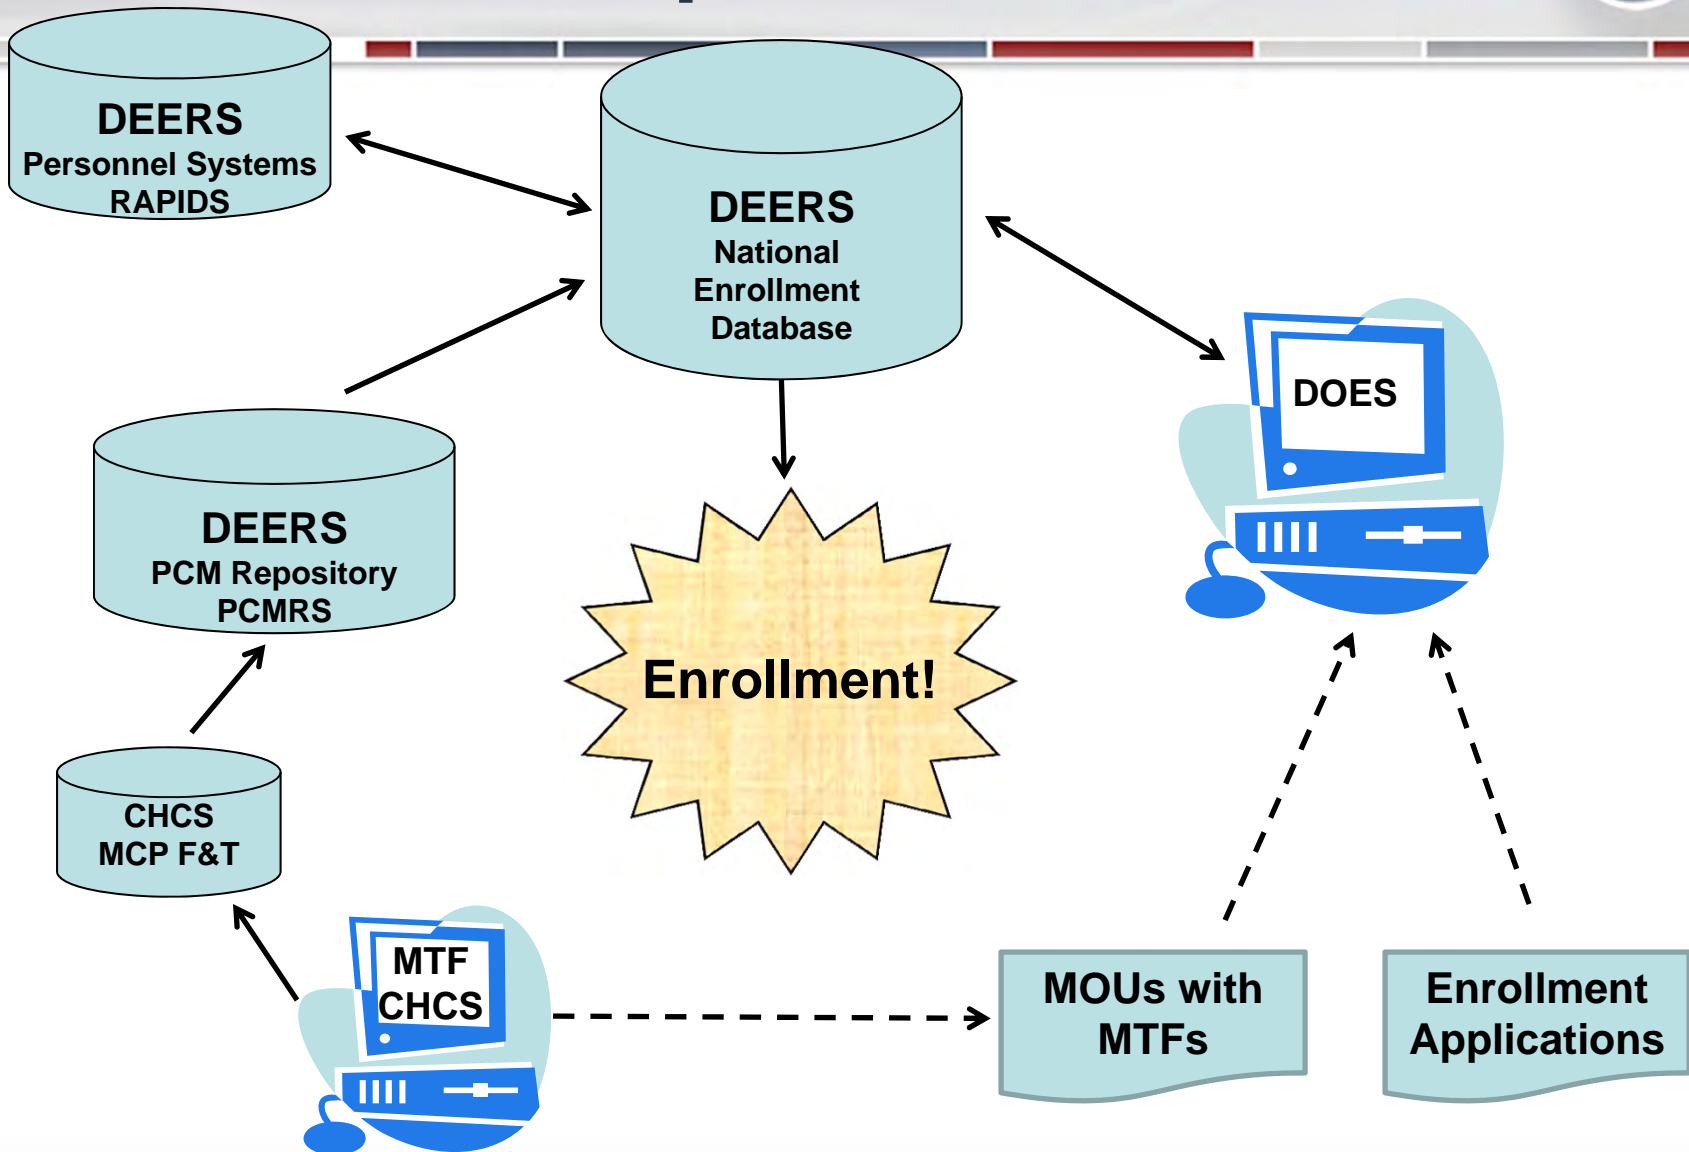 DEERS
Personnel Systems
RAPIDS
DEERS
National
Enrollment
Database
DOES
DEERS
PCM Repository
PCMRS
Enrollment!
CHCS
MCP F&T
MTF
CHCS
MOUs with
MTFs
Enrollment
Applications